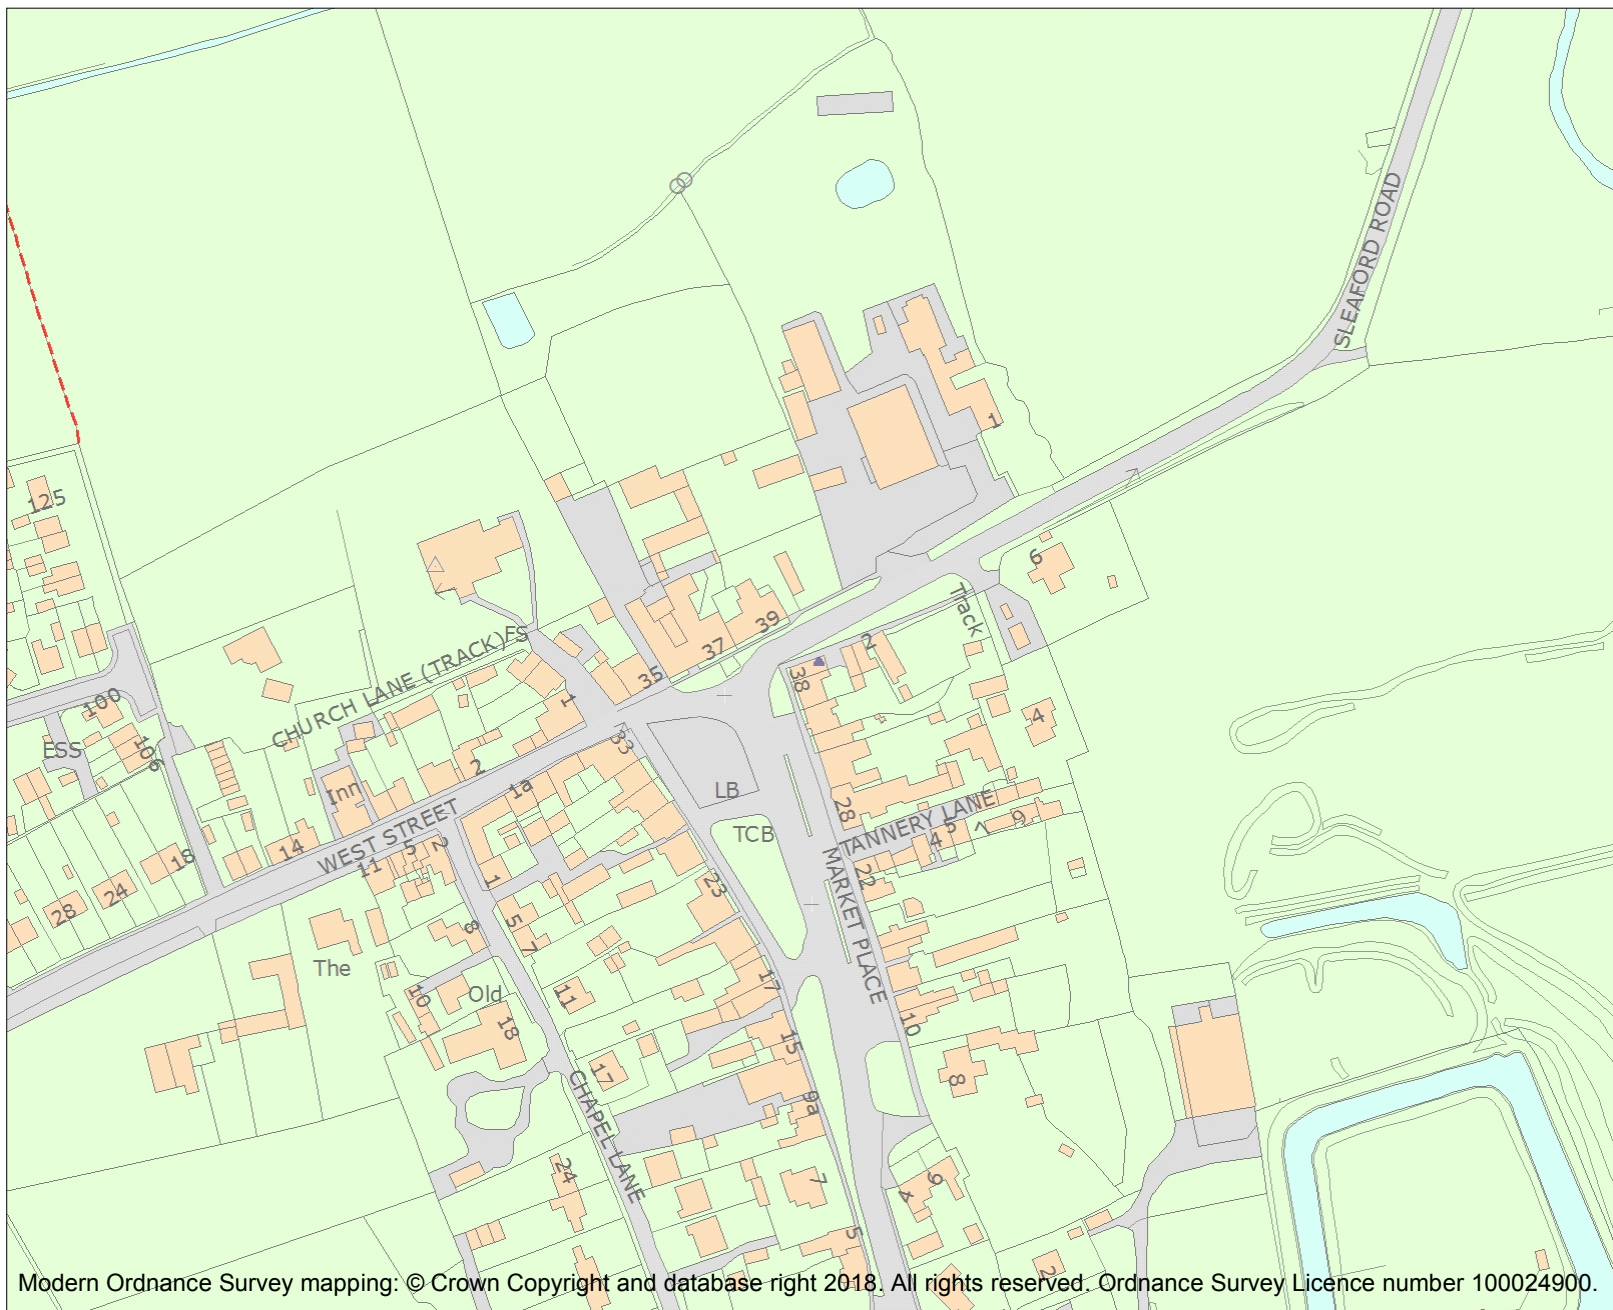 SLEAFORD ROAD
1
125
6
Track
FS
39
37
35
2
38
CHURCH LANE (TRACK)
1
100
106
ESS
33
4
2
1a
Inn
LB
TCB
28
TANNERY LANE
WEST STREET
14
18
24
28
11
5
2
1
4
5
7
9
22
23
MARKET PLACE
5
7
8
The
Old
10
11
18
17
17
15
10
8
CHAPEL LANE
9a
24
7
4
6
5
2
Modern Ordnance Survey mapping: © Crown Copyright and database right 2018. All rights reserved. Ordnance Survey Licence number 100024900.